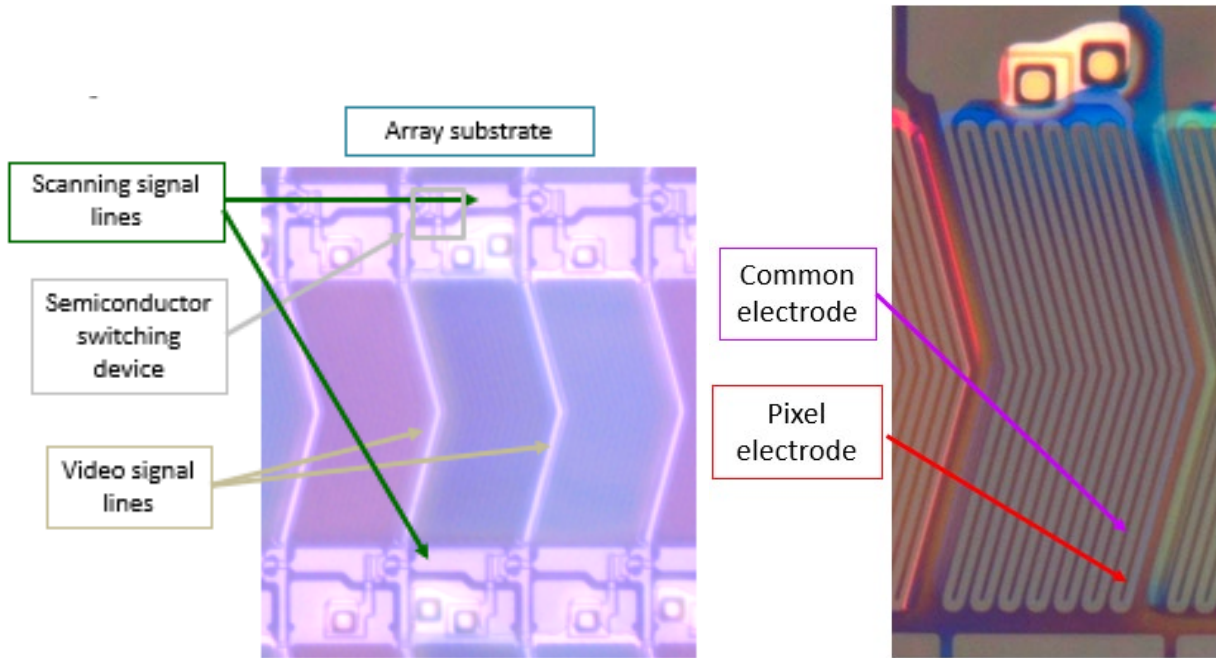 Array substrate
Scanning signal
lines
Semiconductor
switching
device
Video signal
lines
Common
electrode
Pixel
electrode